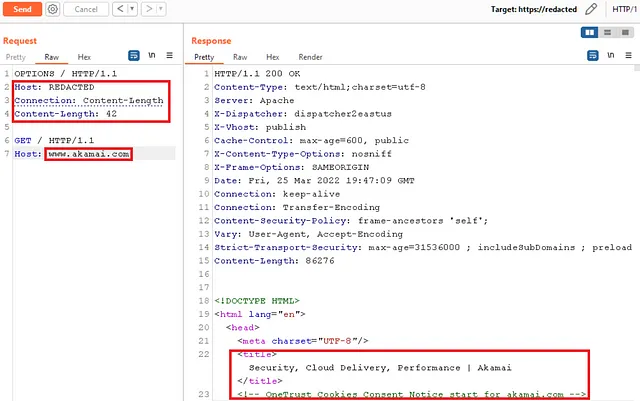 Send Cancel < > Target: https://redacted HTTP/1
Request
Pretty Raw Hex \n
1 OPTIONS / HTTP/1.1
2 Host: REDACTED
3 Connection: Content-Length
4 Content-Length: 42
5
6 GET / HTTP/1.1
7 Host: www.akamai.com
Response
Pretty Raw Hex Render \n
1 HTTP/1.1 200 OK
2 Content-Type: text/html;charset=utf-8
3 Server: Apache
4 X-Dispatcher: dispatcher2eastus
5 X-Vhost: publish
6 Cache-Control: max-age=600, public
7 X-Content-Type-Options: nosniff
8 X-Frame-Options: SAMEORIGIN
9 Date: Fri, 25 Mar 2022 19:47:09 GMT
10 Connection: keep-alive
11 Connection: Transfer-Encoding
12 Content-Security-Policy: frame-ancestors 'self';
13 Vary: User-Agent, Accept-Encoding
14 Strict-Transport-Security: max-age=31536000 ; includeSubDomains ; preload
15 Content-Length: 86276
16
17
18 <!DOCTYPE HTML>
19 <html lang="en">
20 <head>
21 <meta charset="UTF-8"/>
22 <title>
Security, Cloud Delivery, Performance | Akamai
</title>
23 <!-- OneTrust Cookies Consent Notice start for akamai.com -->